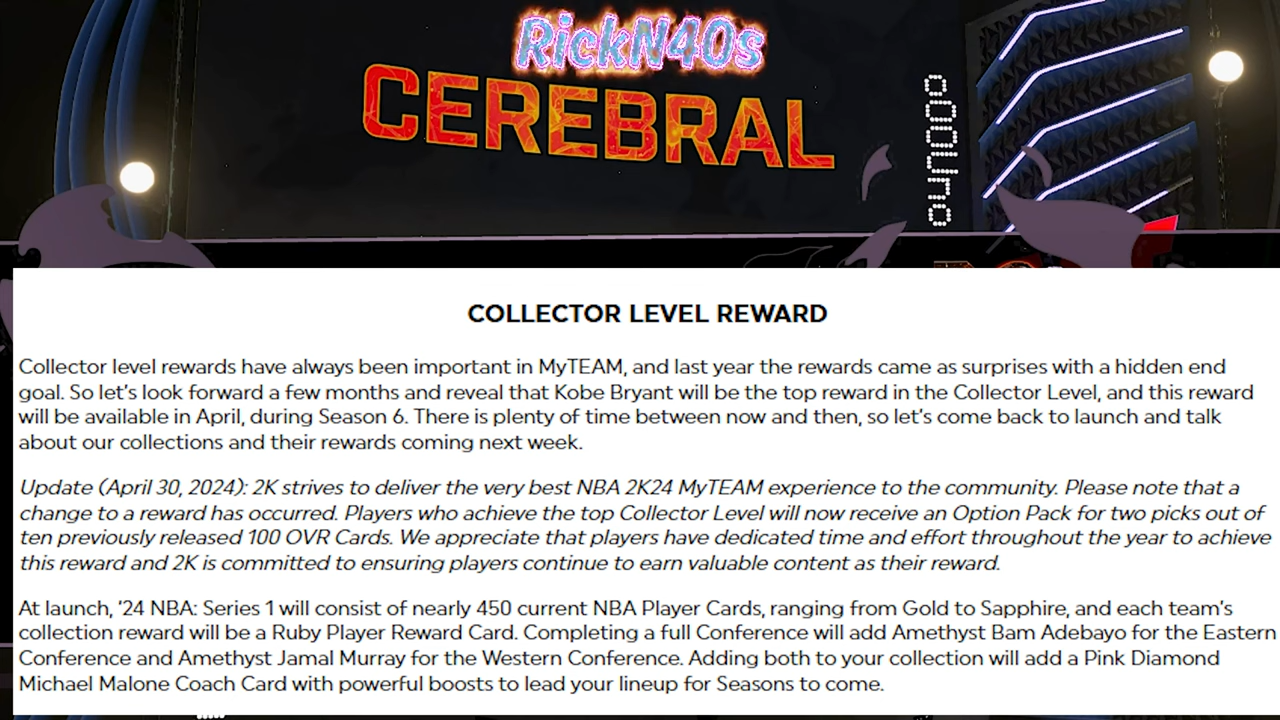 RickN40s
CEREBRAL
COLLECTOR LEVEL REWARD
Collector level rewards have always been important in MyTEAM, and last year the rewards came as surprises with a hidden end
goal. So let's look forward a few months and reveal that Kobe Bryant will be the top reward in the Collector Level, and this reward
will be available in April, during Season 6. There is plenty of time between now and then, so let's come back to launch and talk
about our collections and their rewards coming next week.
Update (April 30, 2024): 2K strives to deliver the very best NBA 2K24 MyTEAM experience to the community. Please note that a
change to a reward has occurred. Players who achieve the top Collector Level will now receive an Option Pack for two picks out of
ten previously released 100 OVR Cards. We appreciate that players have dedicated time and effort throughout the year to achieve
this reward and 2K is committed to ensuring players continue to earn valuable content as their reward.
At launch, '24 NBA: Series 1 will consist of nearly 450 current NBA Player Cards, ranging from Gold to Sapphire, and each team's
collection reward will be a Ruby Player Reward Card. Completing a full Conference will add Amethyst Bam Adebayo for the Eastern
Conference and Amethyst Jamal Murray for the Western Conference. Adding both to your collection will add a Pink Diamond
Michael Malone Coach Card with powerful boosts to lead your lineup for Seasons to come.